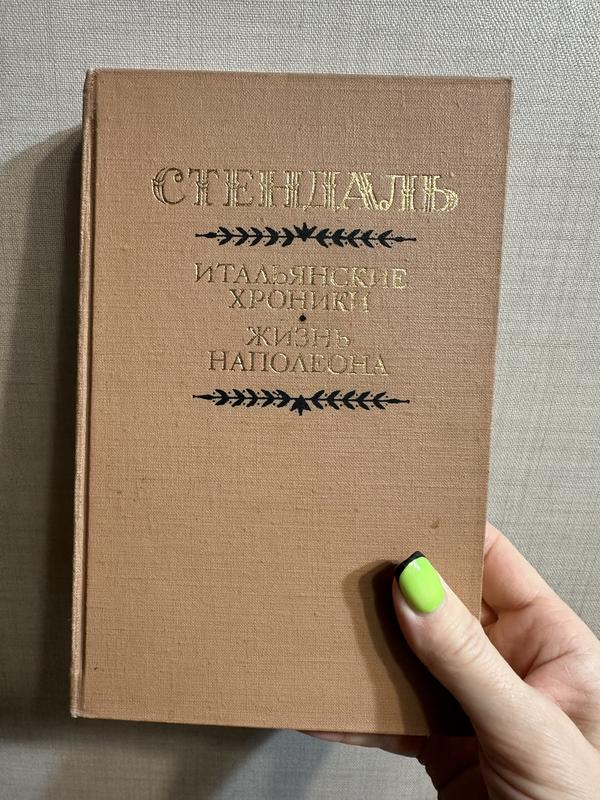 СТЕНДАЛЬ
ИТАЛЬЯНСКИЕ
ХРОНИКИ
•
ЖИЗНЬ
НАПОЛЕОНА